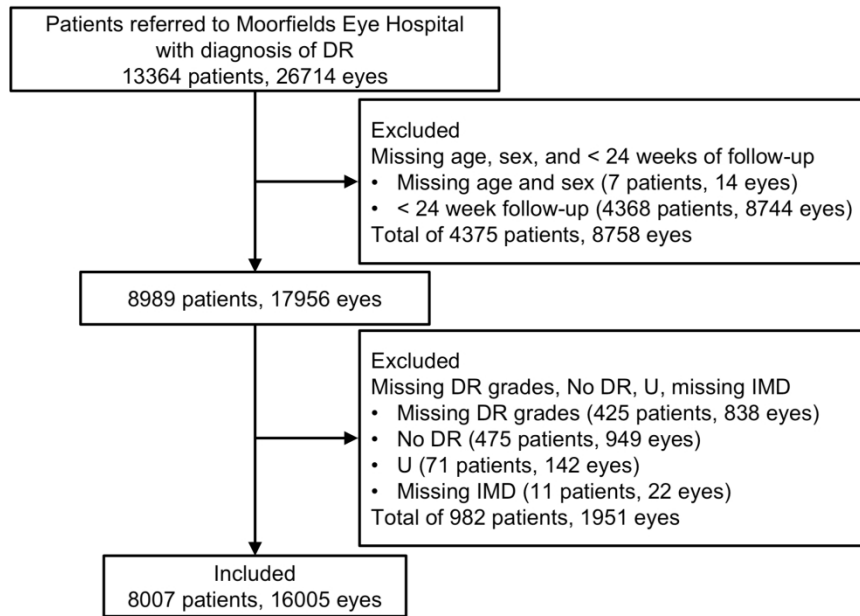 Patients referred to Moorfields Eye Hospital
with diagnosis of DR
13364 patients, 26714 eyes
Excluded
Missing age, sex, and < 24 weeks of follow-up
• Missing age and sex (7 patients, 14 eyes)
• < 24 week follow-up (4368 patients, 8744 eyes)
Total of 4375 patients, 8758 eyes
8989 patients, 17956 eyes
Excluded
Missing DR grades, No DR, U, missing IMD
• Missing DR grades (425 patients, 838 eyes)
• No DR (475 patients, 949 eyes)
• U (71 patients, 142 eyes)
• Missing IMD (11 patients, 22 eyes)
Total of 982 patients, 1951 eyes
Included
8007 patients, 16005 eyes